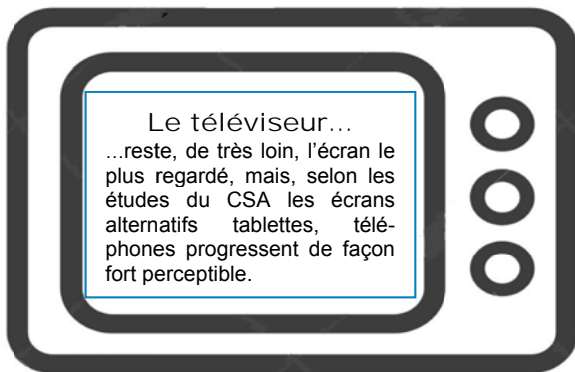 Le téléviseur...
...reste, de très loin, l’écran le
plus regardé, mais, selon les
études du CSA les écrans
alternatifs tablettes, télé-
phones progressent de façon
fort perceptible.